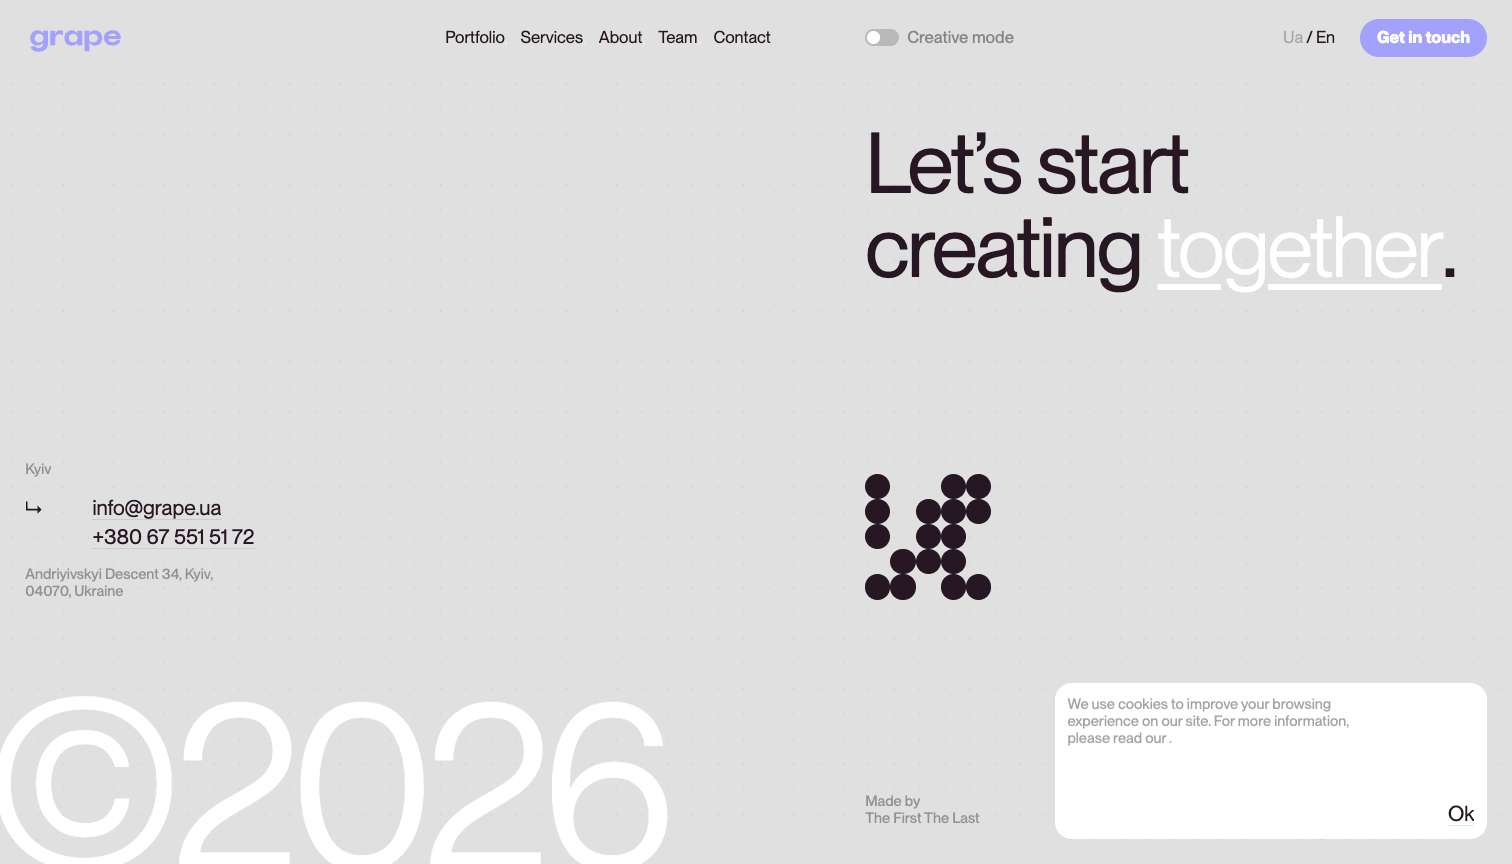 grape
Portfolio Services About Team Contact
Creative mode
Ua / En
Get in touch
Let’s start
creating together.
Kyiv
info@grape.ua
+380 67 551 51 72
Andriyivskyi Descent 34, Kyiv,
04070, Ukraine
©2026
Made by
The First The Last
We use cookies to improve your browsing
experience on our site. For more information,
please read our .
Ok